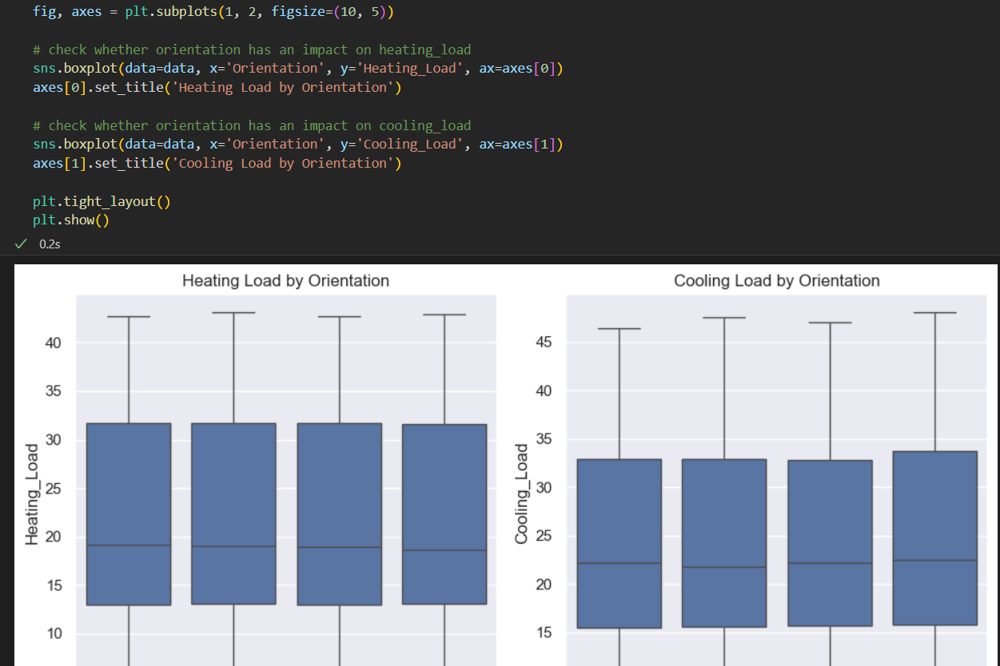 fig, axes = plt.subplots(1, 2, figsize=(10, 5))
# check whether orientation has an impact on heating_load
sns.boxplot(data=data, x='Orientation', y='Heating_Load', ax=axes[0])
axes[0].set_title('Heating Load by Orientation')
# check whether orientation has an impact on cooling_load
sns.boxplot(data=data, x='Orientation', y='Cooling_Load', ax=axes[1])
axes[1].set_title('Cooling Load by Orientation')
plt.tight_layout()
plt.show()
0.2s
Heating Load by Orientation
40
35
30
25
20
15
10
Heating_Load
Cooling Load by Orientation
45
40
35
30
25
20
15
Cooling_Load